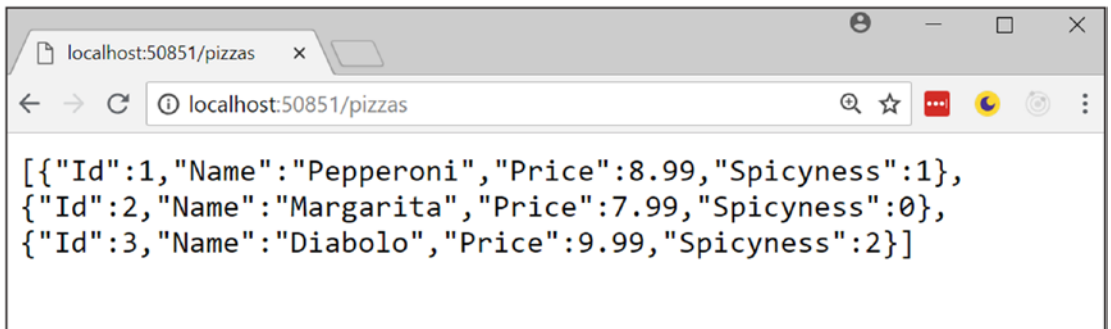 localhost:50851/pizzas
localhost:50851/pizzas
[{"Id":1,"Name":"Pepperoni","Price":8.99,"Spicyness":1},
{"Id":2,"Name":"Margarita","Price":7.99,"Spicyness":0},
{"Id":3,"Name":"Diabolo","Price":9.99,"Spicyness":2}]